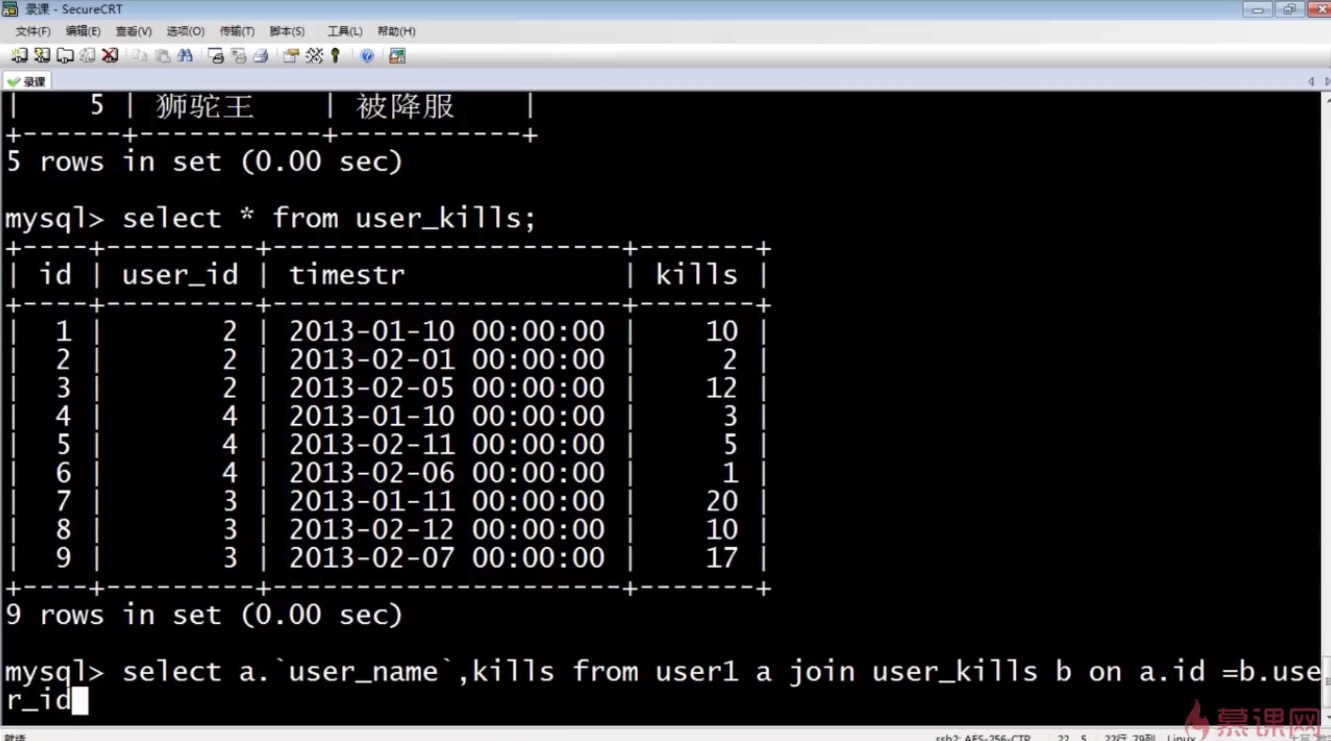 录课 - SecureCRT
文件(F) 编辑(E) 查看(V) 选项(O) 传输(T) 脚本(S) 工具(L) 帮助(H)
录课
| 5 | 狮驼王 | 被降服 |
+------+-----------+-----------+
5 rows in set (0.00 sec)
mysql> select * from user_kills;
+----+---------+---------------------+-------+
| id | user_id | timestr | kills |
+----+---------+---------------------+-------+
| 1 | 2 | 2013-01-10 00:00:00 | 10 |
| 2 | 2 | 2013-02-01 00:00:00 | 2 |
| 3 | 2 | 2013-02-05 00:00:00 | 12 |
| 4 | 4 | 2013-01-10 00:00:00 | 3 |
| 5 | 4 | 2013-02-11 00:00:00 | 5 |
| 6 | 4 | 2013-02-06 00:00:00 | 1 |
| 7 | 3 | 2013-01-11 00:00:00 | 20 |
| 8 | 3 | 2013-02-12 00:00:00 | 10 |
| 9 | 3 | 2013-02-07 00:00:00 | 17 |
+----+---------+---------------------+-------+
9 rows in set (0.00 sec)
mysql> select a.`user_name`,kills from user1 a join user_kills b on a.id =b.use
r_id
慕课网
就绪 ssh2: AES-256-CTR 22, 5 22行, 79列 Linux